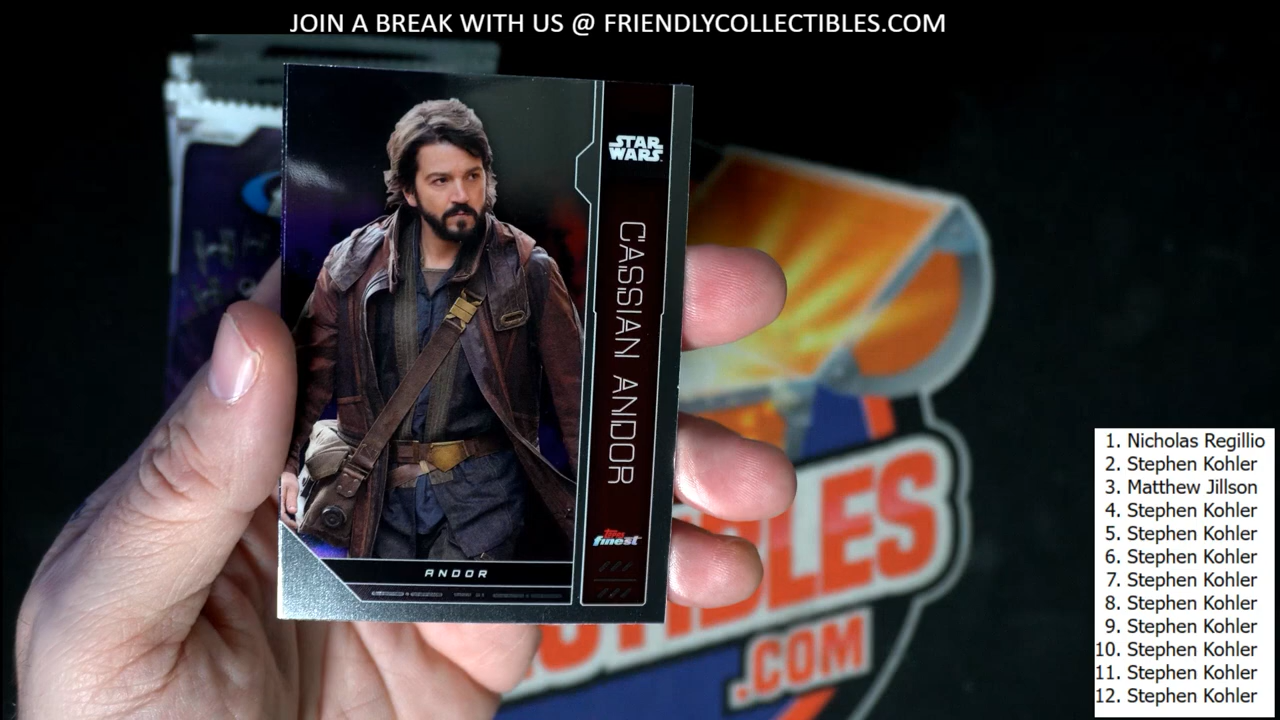 JOIN A BREAK WITH US @ FRIENDLYCOLLECTIBLES.COM
STAR
WARS
CASSIAN ANDOR
Topps
finest
ANDOR
.COM
1. Nicholas Regillio
2. Stephen Kohler
3. Matthew Jillson
4. Stephen Kohler
5. Stephen Kohler
6. Stephen Kohler
7. Stephen Kohler
8. Stephen Kohler
9. Stephen Kohler
10. Stephen Kohler
11. Stephen Kohler
12. Stephen Kohler